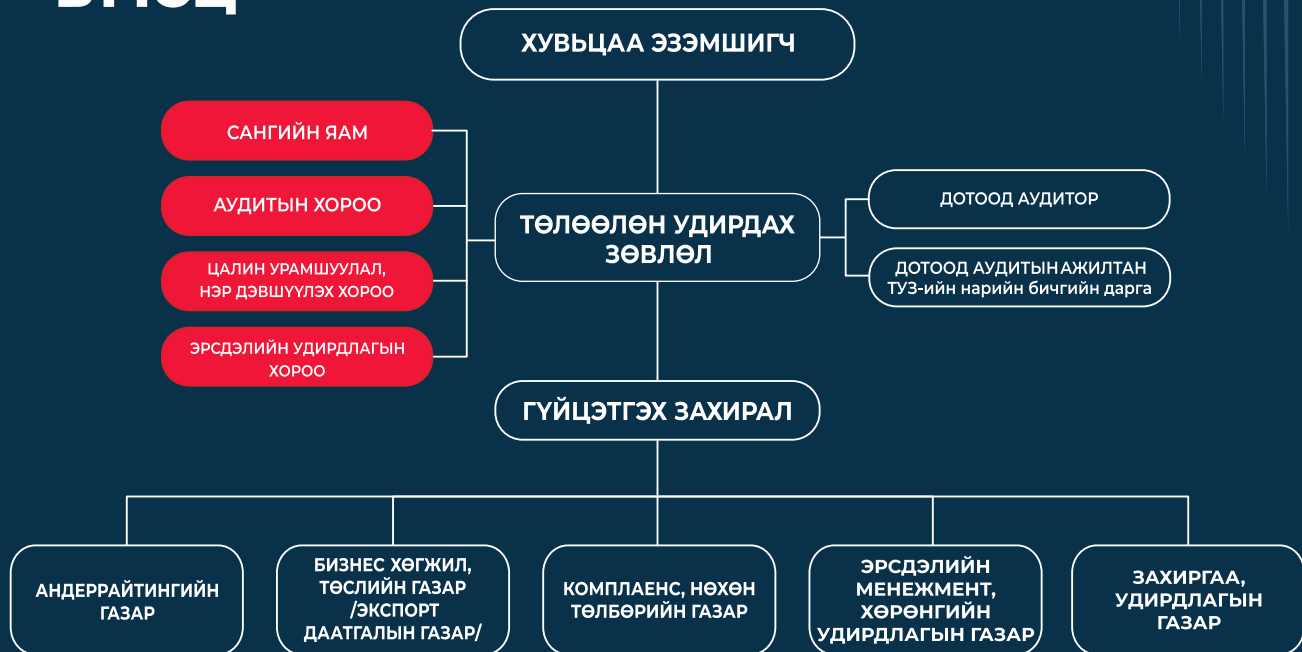 ХУВЬЦАА ЭЗЭМШИГЧ
САНГИЙН ЯАМ
АУДИТЫН ХОРОО
ЦАЛИН УРАМШУУЛАЛ,
НЭР ДЭВШҮҮЛЭХ ХОРОО
ЭРСДЭЛИЙН УДИРДЛАГЫН
ХОРОО
ТӨЛӨӨЛӨН УДИРДАХ
ЗӨВЛӨЛ
ДОТООД АУДИТОР
ДОТООД АУДИТЫН АЖИЛТАН
ТУЗ-ийн нарийн бичгийн дарга
ГҮЙЦЭТГЭХ ЗАХИРАЛ
АНДЕРРАЙТИНГИЙН
ГАЗАР
БИЗНЕС ХӨГЖИЛ,
ТӨСЛИЙН ГАЗАР
/ЭКСПОРТ
ДААТГАЛЫН ГАЗАР/
КОМПЛАЕНС, НӨХӨН
ТӨЛБӨРИЙН ГАЗАР
ЭРСДЭЛИЙН
МЕНЕЖМЕНТ,
ХӨРӨНГИЙН
УДИРДЛАГЫН ГАЗАР
ЗАХИРГАА,
УДИРДЛАГЫН
ГАЗАР